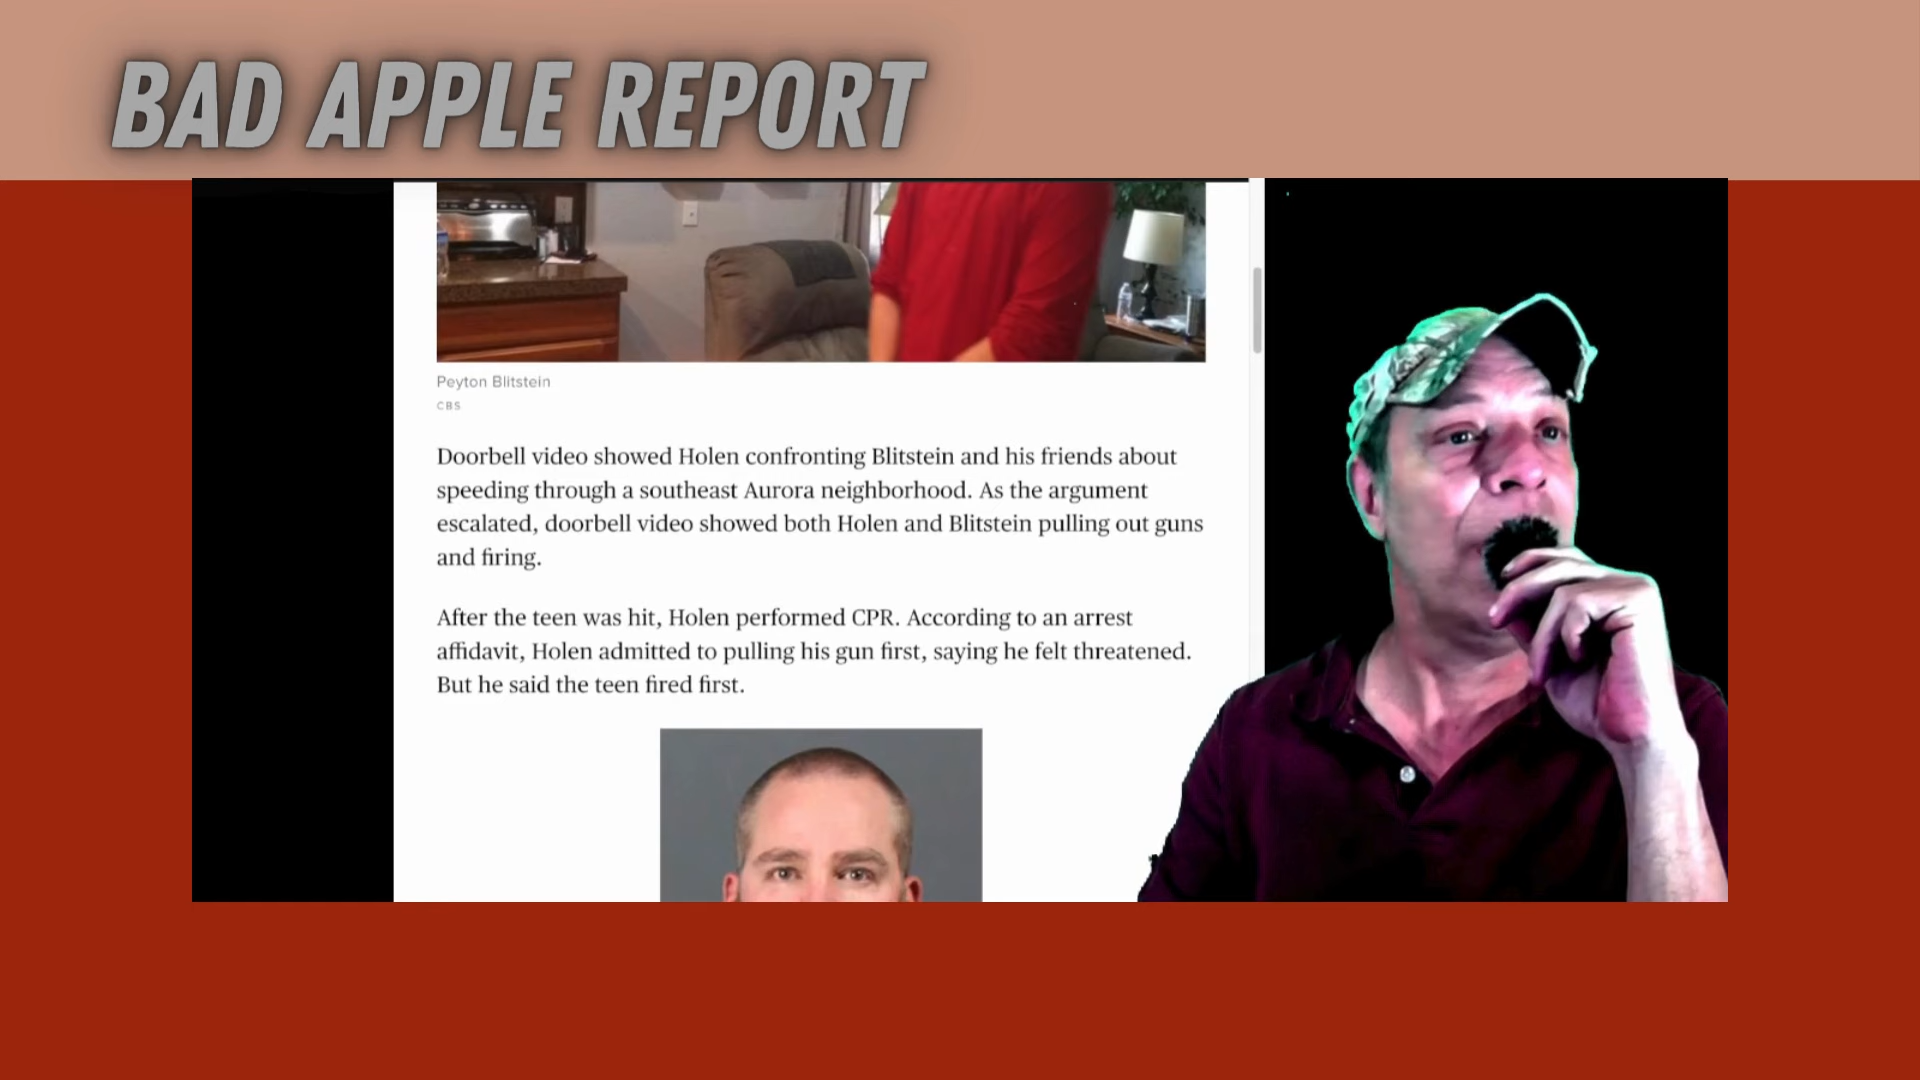 BAD APPLE REPORT
Peyton Blitstein
CBS
Doorbell video showed Holen confronting Blitstein and his friends about
speeding through a southeast Aurora neighborhood. As the argument
escalated, doorbell video showed both Holen and Blitstein pulling out guns
and firing.
After the teen was hit, Holen performed CPR. According to an arrest
affidavit, Holen admitted to pulling his gun first, saying he felt threatened.
But he said the teen fired first.